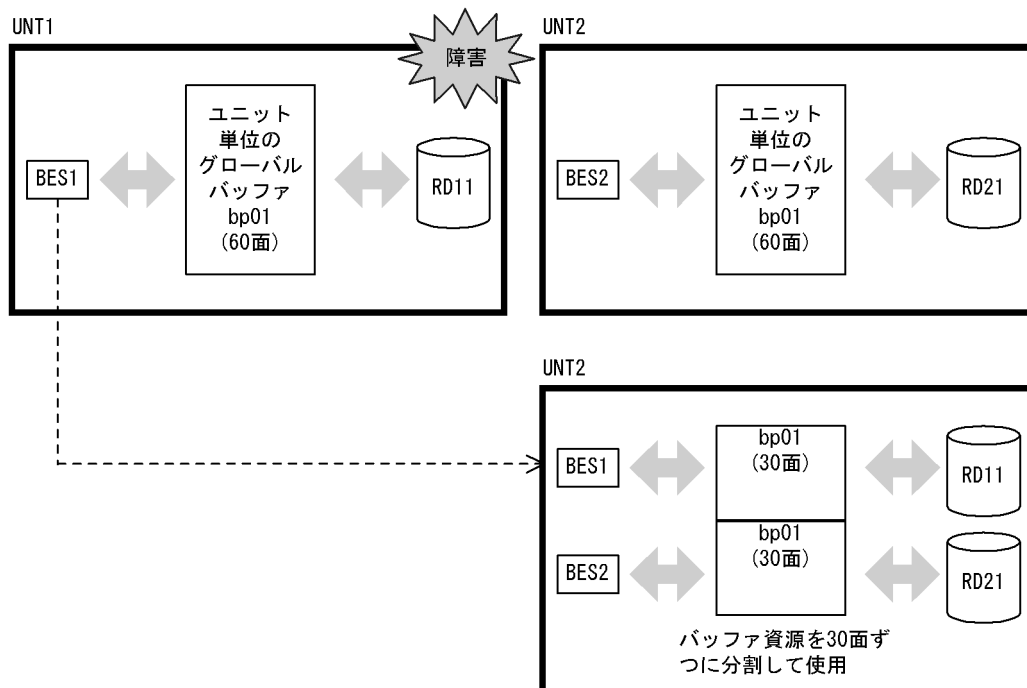 UNT1
障害
BES1
ユニット
単位の
グローバル
バッファ
bp01
(60面)
RD11
UNT2
BES2
ユニット
単位の
グローバル
バッファ
bp01
(60面)
RD21
UNT2
BES1
bp01
(30面)
RD11
BES2
bp01
(30面)
RD21
バッファ資源を30面ず
つに分割して使用